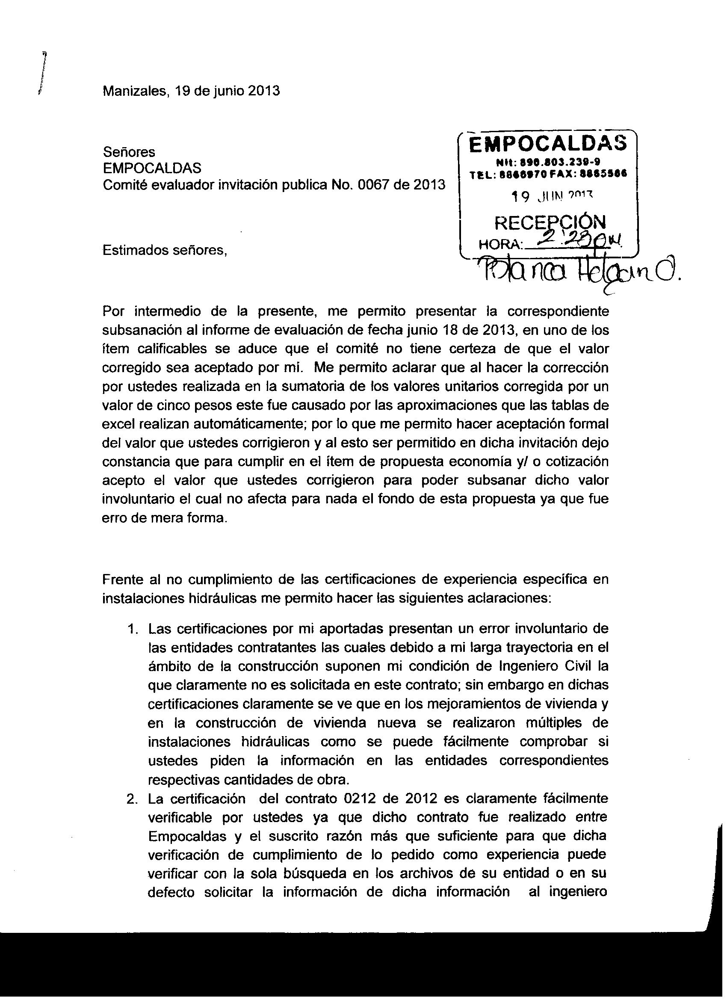 Manizales, 19 de junio 2013
EMPOCALDAS
Nit: 890.803.239-9
TEL: 8866970 FAX: 8865566
19 JUN 2013
RECEPCIÓN
HORA: 2:23pm
Blanca
Señores
EMPOCALDAS
Comité evaluador invitación publica No. 0067 de 2013
Estimados señores,
Por intermedio de la presente, me permito presentar la correspondiente
subsanación al informe de evaluación de fecha junio 18 de 2013, en uno de los
ítem calificables se aduce que el comité no tiene certeza de que el valor
corregido sea aceptado por mí. Me permito aclarar que al hacer la corrección
por ustedes realizada en la sumatoria de los valores unitarios corregida por un
valor de cinco pesos este fue causado por las aproximaciones que las tablas de
excel realizan automáticamente; por lo que me permito hacer aceptación formal
del valor que ustedes corrigieron y al esto ser permitido en dicha invitación dejo
constancia que para cumplir en el ítem de propuesta economía y/ o cotización
acepto el valor que ustedes corrigieron para poder subsanar dicho valor
involuntario el cual no afecta para nada el fondo de esta propuesta ya que fue
erro de mera forma.
Frente al no cumplimiento de las certificaciones de experiencia específica en
instalaciones hidráulicas me permito hacer las siguientes aclaraciones:
1. Las certificaciones por mi aportadas presentan un error involuntario de
las entidades contratantes las cuales debido a mi larga trayectoria en el
ámbito de la construcción suponen mi condición de Ingeniero Civil la
que claramente no es solicitada en este contrato; sin embargo en dichas
certificaciones claramente se ve que en los mejoramientos de vivienda y
en la construcción de vivienda nueva se realizaron múltiples de
instalaciones hidráulicas como se puede fácilmente comprobar si
ustedes piden la información en las entidades correspondientes
respectivas cantidades de obra.
2. La certificación del contrato 0212 de 2012 es claramente fácilmente
verificable por ustedes ya que dicho contrato fue realizado entre
Empocaldas y el suscrito razón más que suficiente para que dicha
verificación de cumplimiento de lo pedido como experiencia puede
verificar con la sola búsqueda en los archivos de su entidad o en su
defecto solicitar la información de dicha información al ingeniero